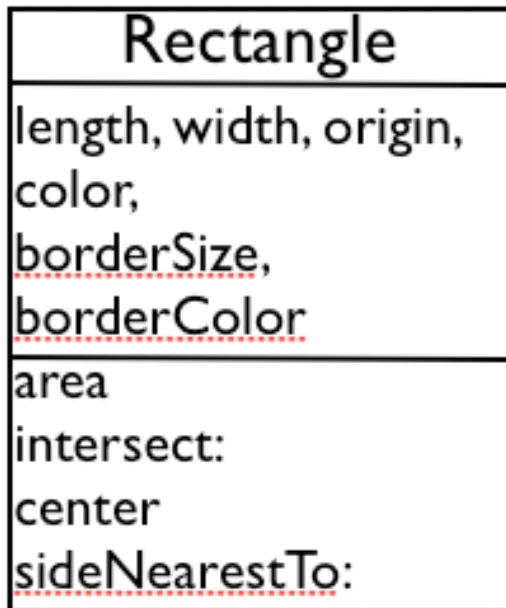 Rectangle
length, width, origin,
color,
borderSize,
borderColor
area
intersect:
center
sideNearestTo: